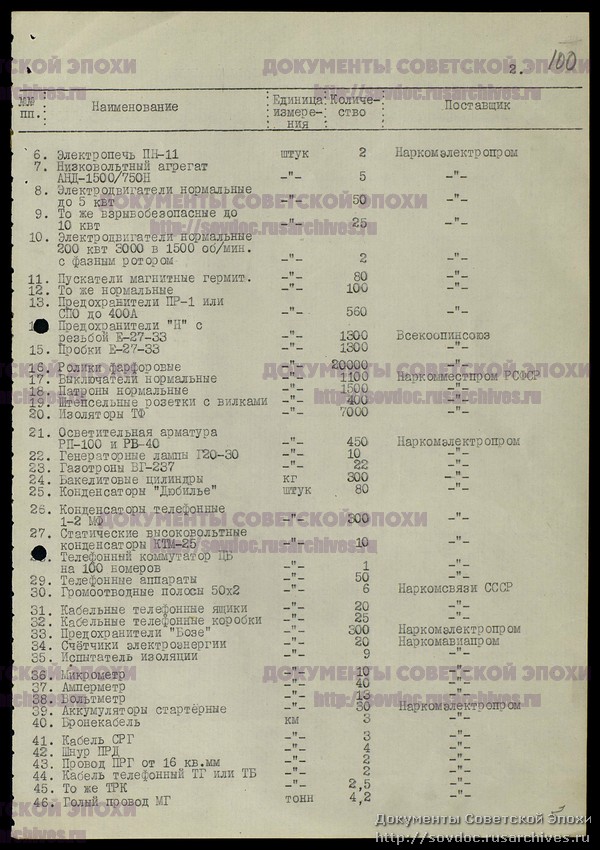 2. 100
№№ пп. Наименование Единица измерения Количество Поставщик
6. Электропечь ПН-11 штук 2 Наркомэлектропром
7. Низковольтный агрегат
АНД-1500/750Н -"- 5 -"-
8. Электродвигатели нормальные
до 5 квт -"- 50 -"-
9. То же взрывобезопасные до
10 квт -"- 25 -"-
10. Электродвигатели нормальные
200 квт 3000 в 1500 об/мин.
с фазным ротором -"- 2 -"-
11. Пускатели магнитные гермит. -"- 80 -"-
12. То же нормальные -"- 100 -"-
13. Предохранители ПР-1 или
СПО до 400А -"- 560 -"-
Предохранители "Н" с
резьбой Е-27-33 -"- 1300 Всекоопинсоюз
15. Пробки Е-27-33 -"- 1300 -"-
16. Ролики фарфоровые -"- 20000 -"-
17. Выключатели нормальные -"- 1100 Наркомместпром РСФСР
18. Патроны нормальные -"- 1500 -"-
19. Штепсельные розетки с вилками -"- 400 -"-
20. Изоляторы ТФ -"- 7000 -"-
21. Осветительная арматура
РП-100 и РВ-40 -"- 450 Наркомэлектропром
22. Генераторные лампы Г20-30 -"- 10 -"-
23. Газотроны ВГ-237 -"- 22 -"-
24. Бакелитовые цилиндры кг 300 -"-
25. Конденсаторы "Дюбилье" штук 80 -"-
26. Конденсаторы телефонные
1-2 МФ -"- 300 -"-
27. Статические высоковольтные
конденсаторы КТМ-25 -"- 10 -"-
Телефонный коммутатор ЦБ
на 100 номеров -"- 1 -"-
29. Телефонные аппараты -"- 50 -"-
30. Громоотводные полосы 50х2 -"- 6 Наркомсвязи СССР
31. Кабельные телефонные ящики -"- 20 -"-
32. Кабельные телефонные коробки -"- 25 -"-
33. Предохранители "Бозе" -"- 300 Наркомэлектропром
34. Счётчики электроэнергии -"- 20 Наркомавиапром
35. Испытатель изоляции -"- 9 -"-
36. Микрометр -"- 10 -"-
37. Амперметр -"- 40 -"-
38. Вольтметр -"- 13 -"-
39. Аккумуляторы стартёрные -"- 30 Наркомэлектропром
40. Бронекабель км 3 -"-
41. Кабель СРГ -"- 3 -"-
42. Шнур ПРД -"- 4 -"-
43. Провод ПРГ от 16 кв.мм -"- 2 -"-
44. Кабель телефонный ТГ или ТБ -"- 2 -"-
45. То же ТРК -"- 2,5 -"-
46. Голый провод МГ тонн 4,2 -"-
Документы Советской Эпохи
http://sovdoc.rusarchives.ru